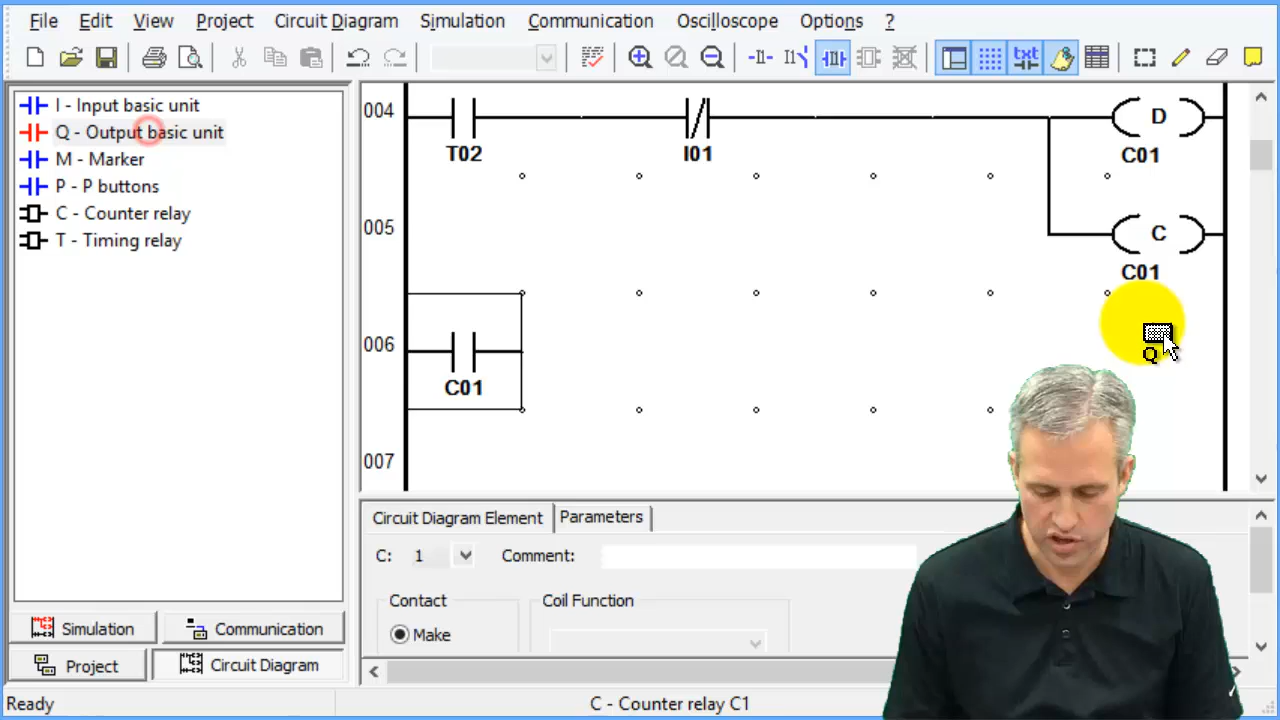 File Edit View Project Circuit Diagram Simulation Communication Oscilloscope Options ?
txt
I - Input basic unit
Q - Output basic unit
M - Marker
P - P buttons
C - Counter relay
T - Timing relay
004
T02
I01
D
C01
005
C
C01
Q
006
C01
007
Circuit Diagram Element Parameters
C: 1 Comment:
Contact Coil Function
Make
Simulation Communication
Project Circuit Diagram
Ready C - Counter relay C1